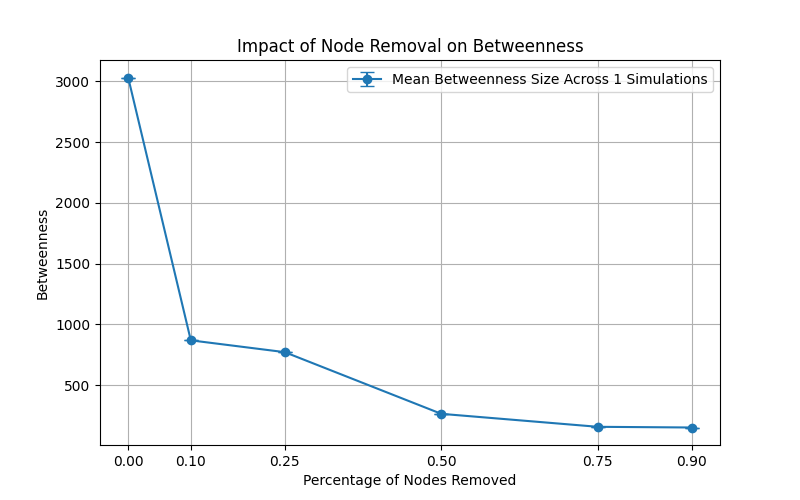 Impact of Node Removal on Betweenness
Mean Betweenness Size Across 1 Simulations
3000
2500
2000
1500
1000
500
Betweenness
0.00 0.10 0.25 0.50 0.75 0.90
Percentage of Nodes Removed